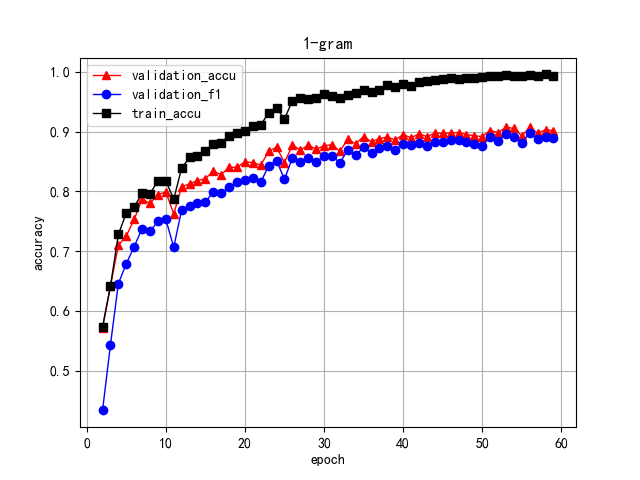 1-gram
validation_accu
validation_f1
train_accu
1.0
0.9
0.8
0.7
0.6
0.5
accuracy
0 10 20 30 40 50 60
epoch